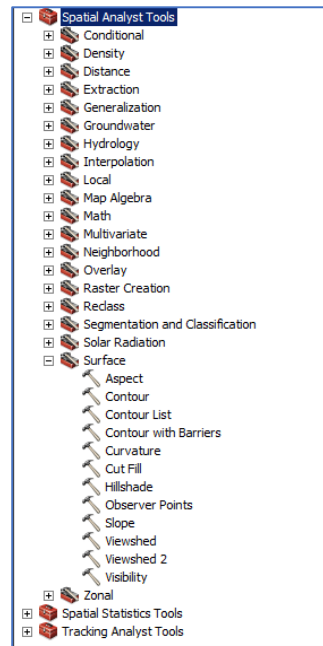 Spatial Analyst Tools
Conditional
Density
Distance
Extraction
Generalization
Groundwater
Hydrology
Interpolation
Local
Map Algebra
Math
Multivariate
Neighborhood
Overlay
Raster Creation
Reclass
Segmentation and Classification
Solar Radiation
Surface
Aspect
Contour
Contour List
Contour with Barriers
Curvature
Cut Fill
Hillshade
Observer Points
Slope
Viewshed
Viewshed 2
Visibility
Zonal
Spatial Statistics Tools
Tracking Analyst Tools